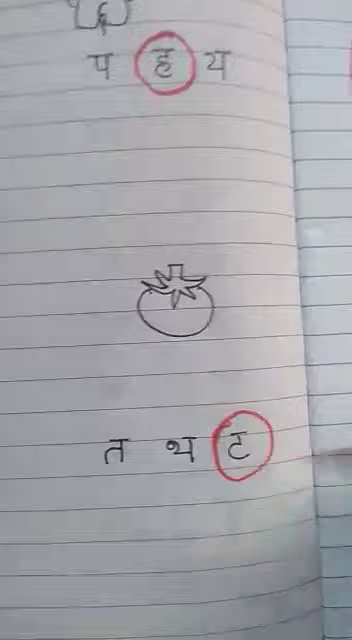 प ह य
त थ ट